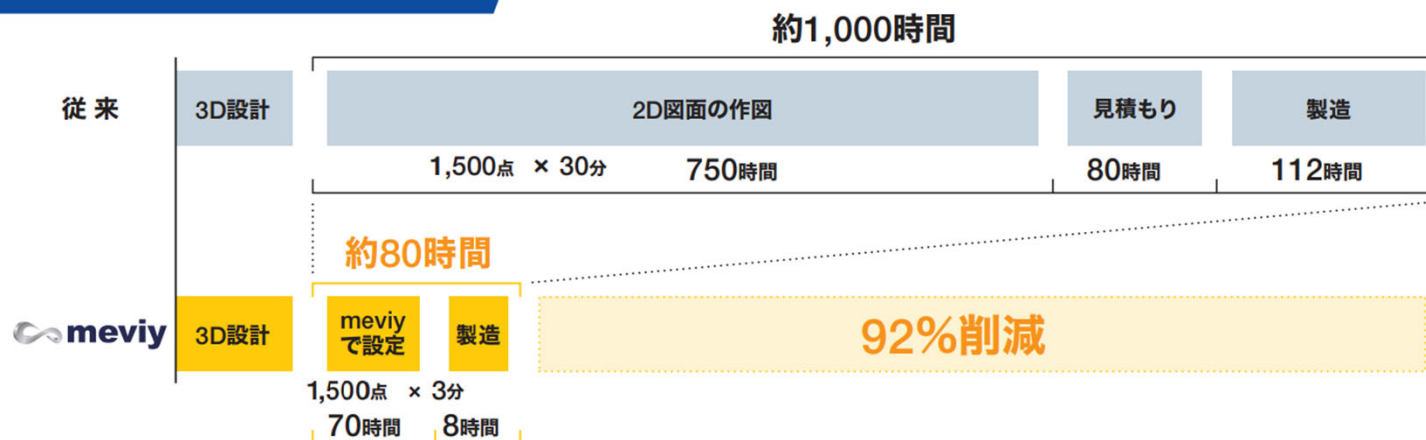 約1,000時間
従来
3D設計
2D図面の作図
見積もり
製造
1,500点 × 30分
750時間
80時間
112時間
約80時間
meviy
3D設計
meviy
で設定
製造
92%削減
1,500点 × 3分
70時間
8時間